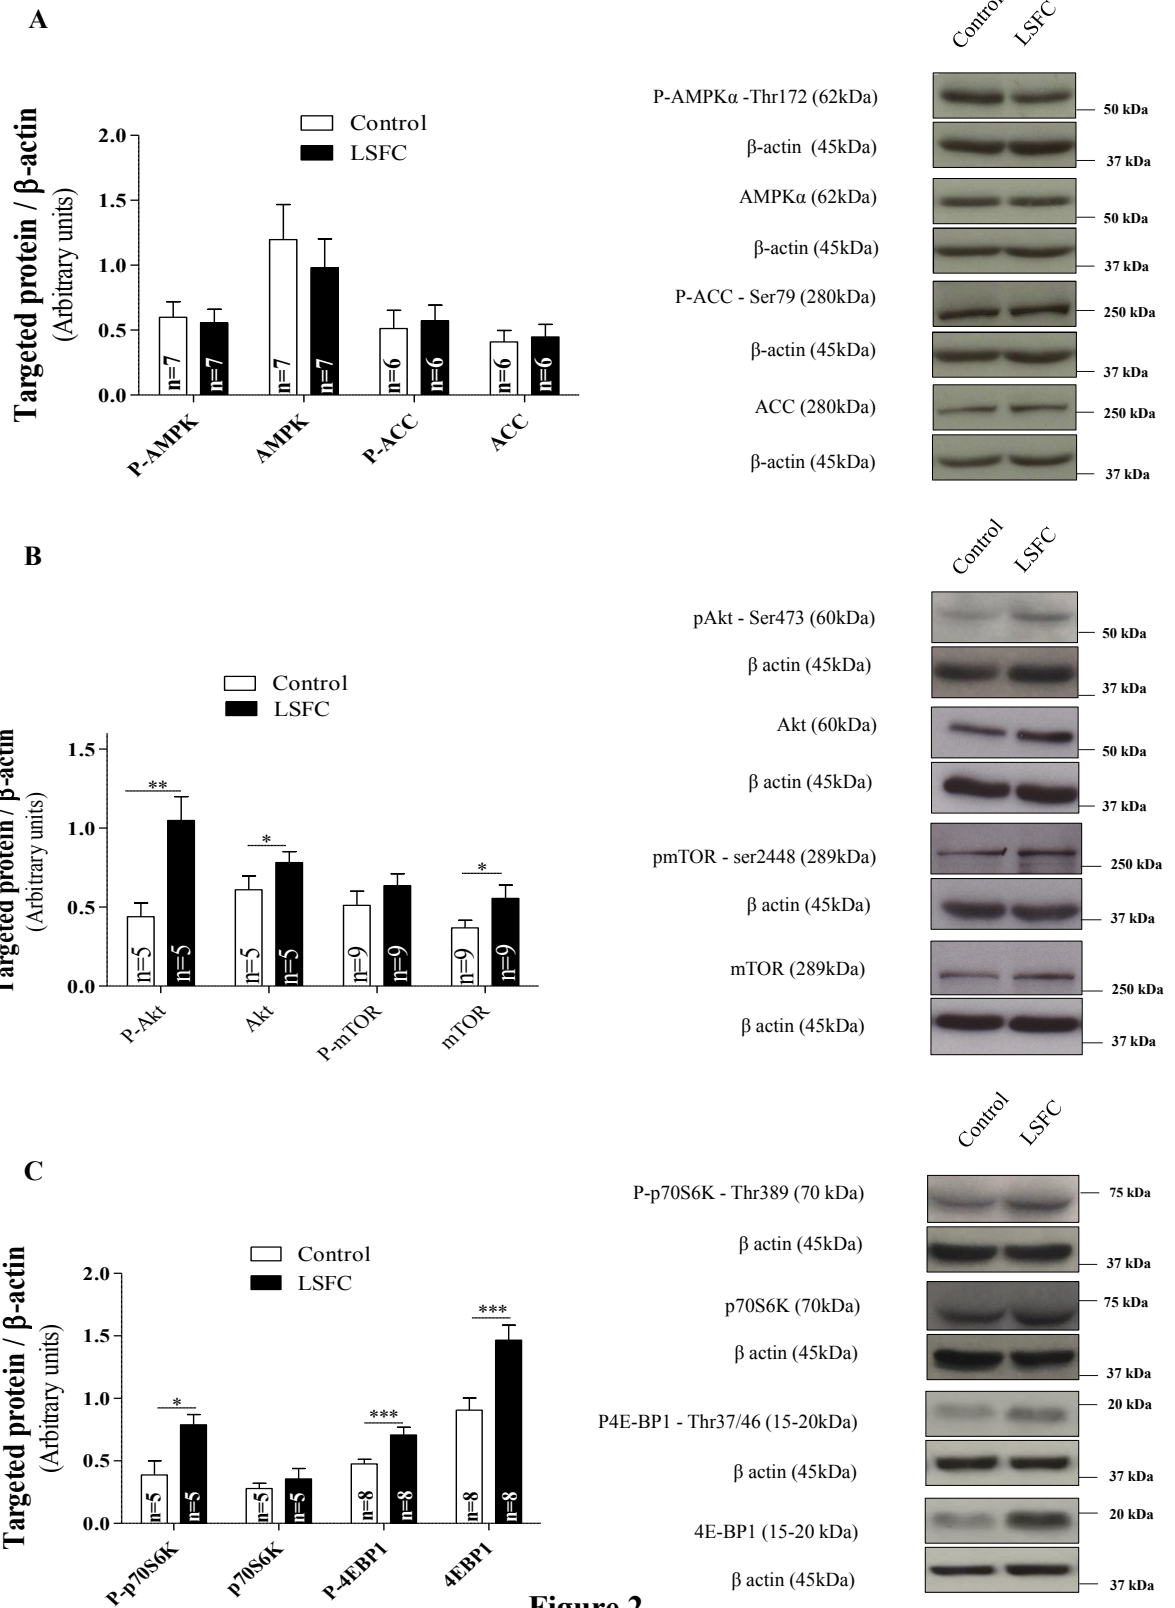 A
Control
LSFC
Targeted protein / β-actin
(Arbitrary units)
2.0
1.5
1.0
0.5
0.0
Control
LSFC
n=7
n=7
n=7
n=7
n=6
n=6
n=6
n=6
P-AMPK
AMPK
P-ACC
ACC
P-AMPKα -Thr172 (62kDa)
50 kDa
β-actin (45kDa)
37 kDa
AMPKα (62kDa)
50 kDa
β-actin (45kDa)
37 kDa
P-ACC - Ser79 (280kDa)
250 kDa
β-actin (45kDa)
37 kDa
ACC (280kDa)
250 kDa
β-actin (45kDa)
37 kDa
B
Control
LSFC
Targeted protein / β-actin
(Arbitrary units)
1.5
1.0
0.5
0.0
Control
LSFC
**
*
*
n=5
n=5
n=5
n=5
n=9
n=9
n=9
n=9
P-Akt
Akt
P-mTOR
mTOR
pAkt - Ser473 (60kDa)
50 kDa
β actin (45kDa)
37 kDa
Akt (60kDa)
50 kDa
β actin (45kDa)
37 kDa
pmTOR - ser2448 (289kDa)
250 kDa
β actin (45kDa)
37 kDa
mTOR (289kDa)
250 kDa
β actin (45kDa)
37 kDa
C
Control
LSFC
Targeted protein / β-actin
(Arbitrary units)
2.0
1.5
1.0
0.5
0.0
Control
LSFC
*
***
***
n=5
n=5
n=5
n=5
n=8
n=8
n=8
n=8
P-p70S6K
p70S6K
P-4EBP1
4EBP1
P-p70S6K - Thr389 (70 kDa)
75 kDa
β actin (45kDa)
37 kDa
p70S6K (70kDa)
75 kDa
β actin (45kDa)
37 kDa
P4E-BP1 - Thr37/46 (15-20kDa)
20 kDa
β actin (45kDa)
37 kDa
4E-BP1 (15-20 kDa)
20 kDa
β actin (45kDa)
37 kDa
Figure 2